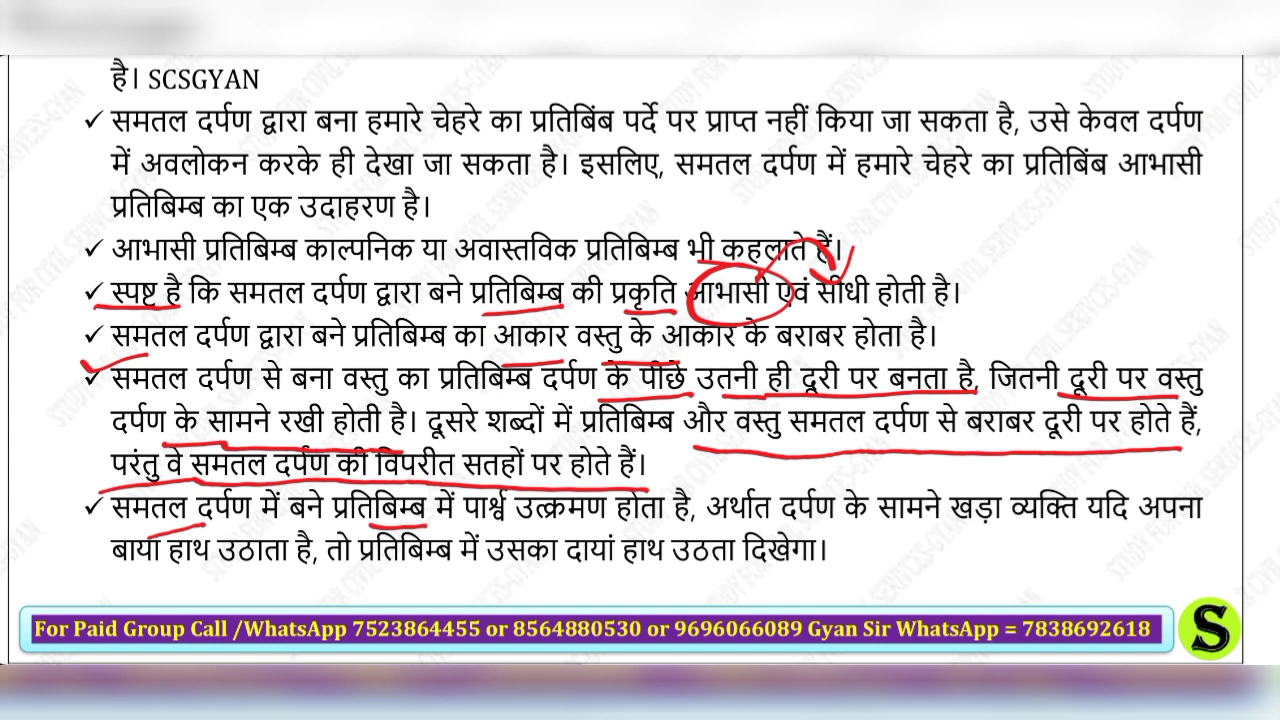 है। SCSGYAN
✓ समतल दर्पण द्वारा बना हमारे चेहरे का प्रतिबिंब पर्दे पर प्राप्त नहीं किया जा सकता है, उसे केवल दर्पण
में अवलोकन करके ही देखा जा सकता है। इसलिए, समतल दर्पण में हमारे चेहरे का प्रतिबिंब आभासी
प्रतिबिम्ब का एक उदाहरण है।
✓ आभासी प्रतिबिम्ब काल्पनिक या अवास्तविक प्रतिबिम्ब भी कहलाते हैं।
✓ स्पष्ट है कि समतल दर्पण द्वारा बने प्रतिबिम्ब की प्रकृति आभासी एवं सीधी होती है।
✓ समतल दर्पण द्वारा बने प्रतिबिम्ब का आकार वस्तु के आकार के बराबर होता है।
✓ समतल दर्पण से बना वस्तु का प्रतिबिम्ब दर्पण के पीछे उतनी ही दूरी पर बनता है, जितनी दूरी पर वस्तु
दर्पण के सामने रखी होती है। दूसरे शब्दों में प्रतिबिम्ब और वस्तु समतल दर्पण से बराबर दूरी पर होते हैं,
परंतु वे समतल दर्पण की विपरीत सतहों पर होते हैं।
✓ समतल दर्पण में बने प्रतिबिम्ब में पार्श्व उत्क्रमण होता है, अर्थात दर्पण के सामने खड़ा व्यक्ति यदि अपना
बाया हाथ उठाता है, तो प्रतिबिम्ब में उसका दायां हाथ उठता दिखेगा।
For Paid Group Call /WhatsApp 7523864455 or 8564880530 or 9696066089 Gyan Sir WhatsApp = 7838692618
S